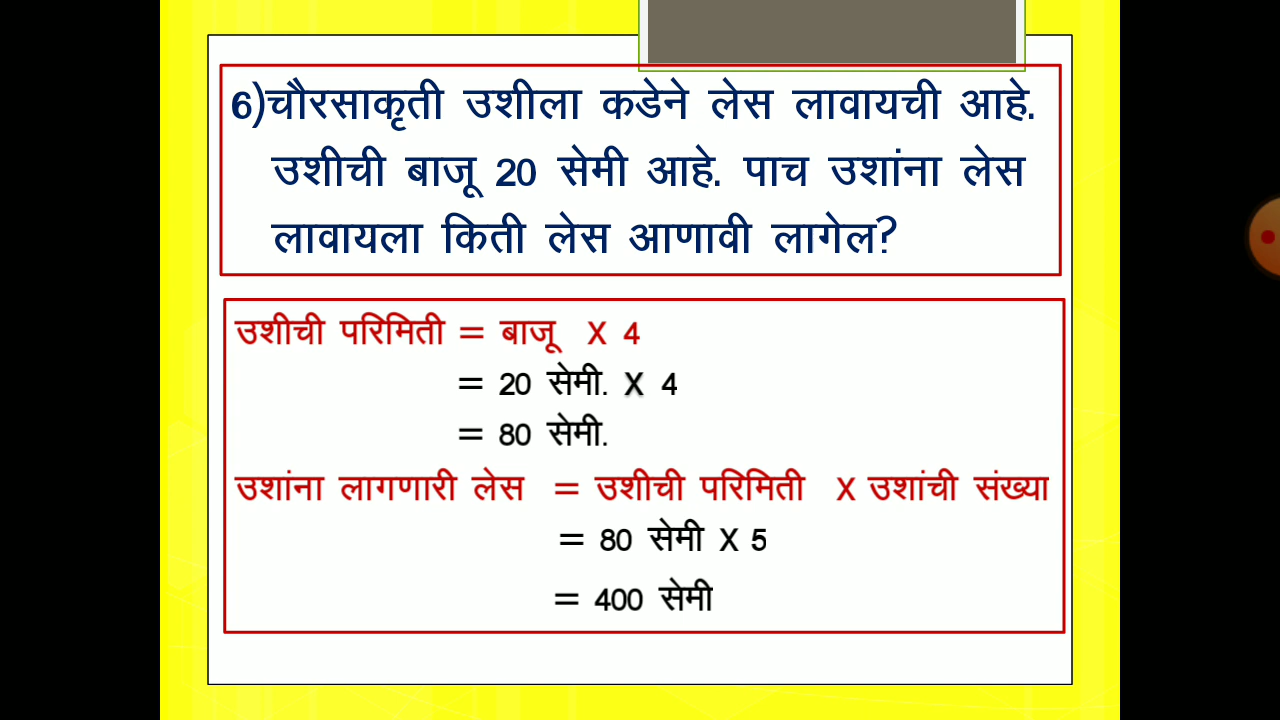 6)चौरसाकृती उशीला कडेने लेस लावायची आहे.
उशीची बाजू 20 सेमी आहे. पाच उशांना लेस
लावायला किती लेस आणावी लागेल?
उशीची परिमिती = बाजू X 4
= 20 सेमी. X 4
= 80 सेमी.
उशांना लागणारी लेस = उशीची परिमिती X उशांची संख्या
= 80 सेमी X 5
= 400 सेमी